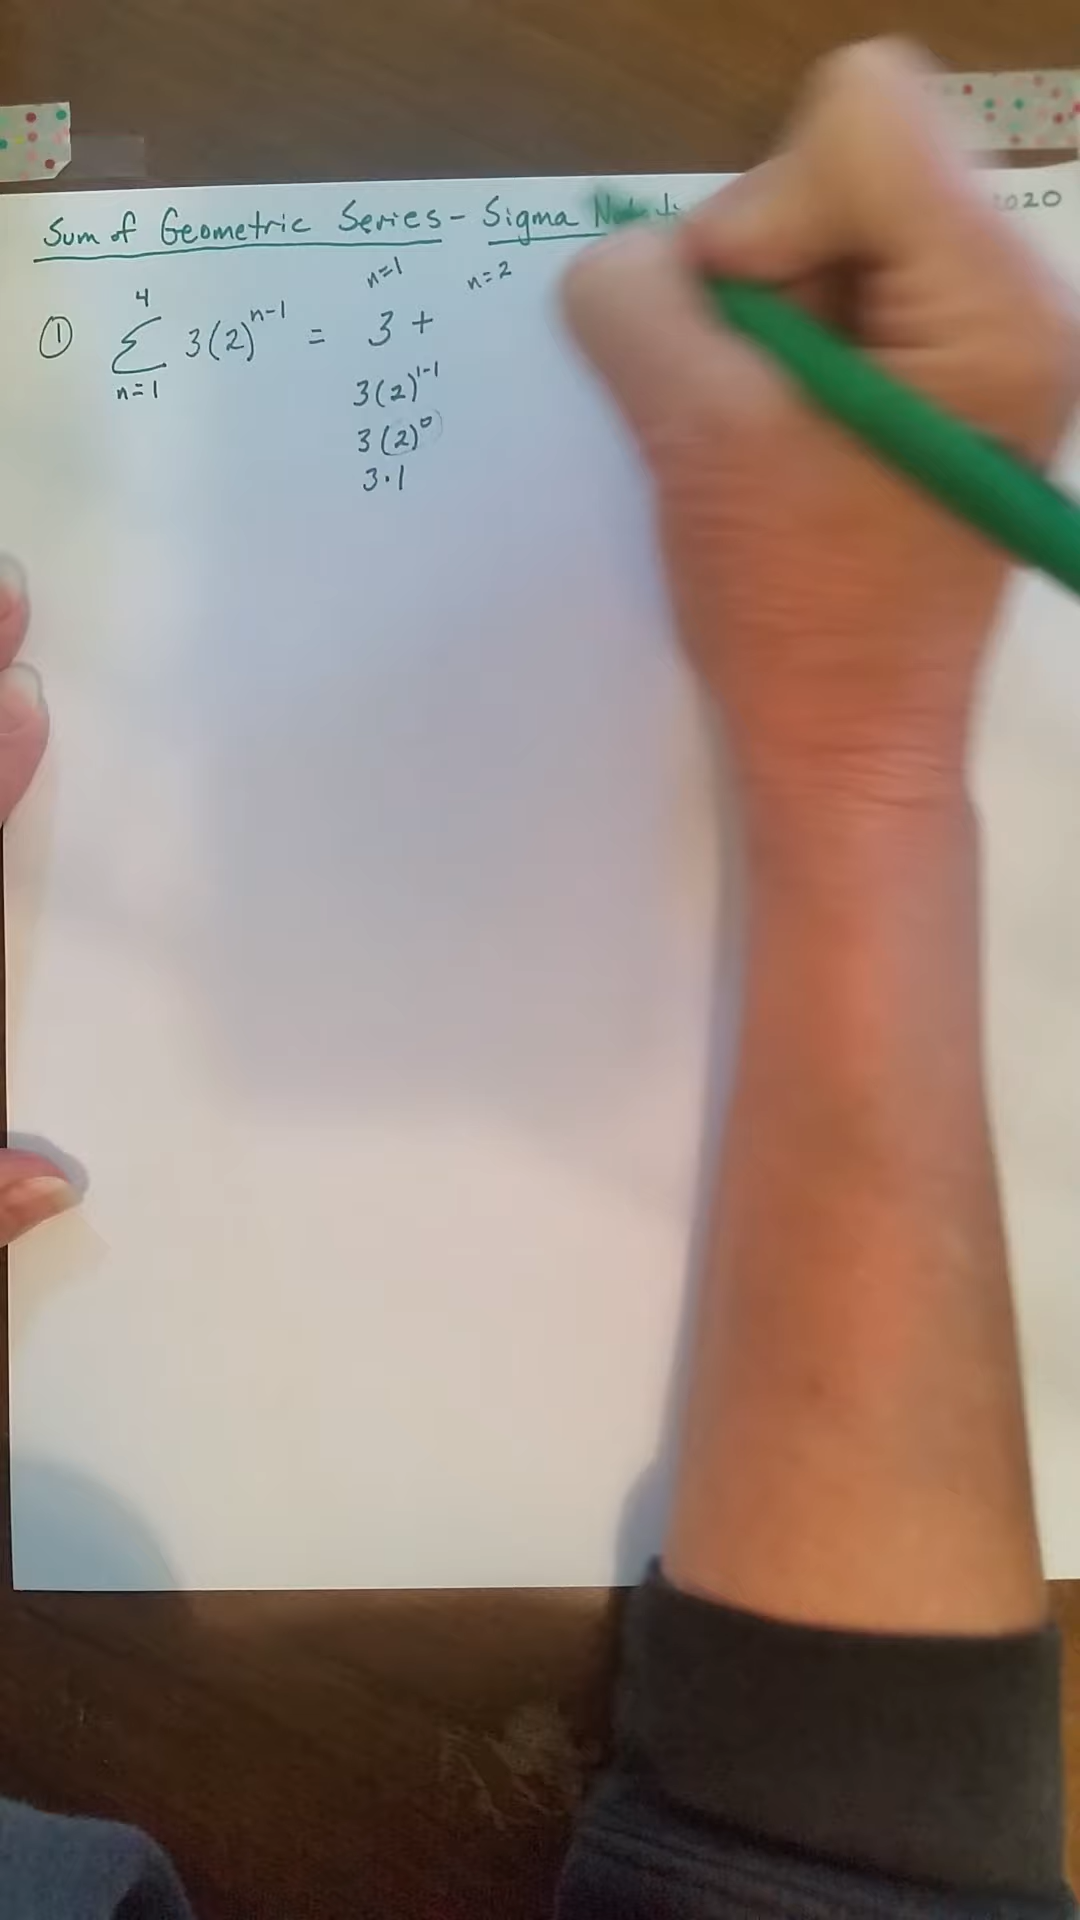 Sum of Geometric Series - Sigma 2020
n=1 n=2
4
① ∑ 3(2)^{n-1} = 3 +
n=1
3(2)^{1-1}
3(2)^0
3·1